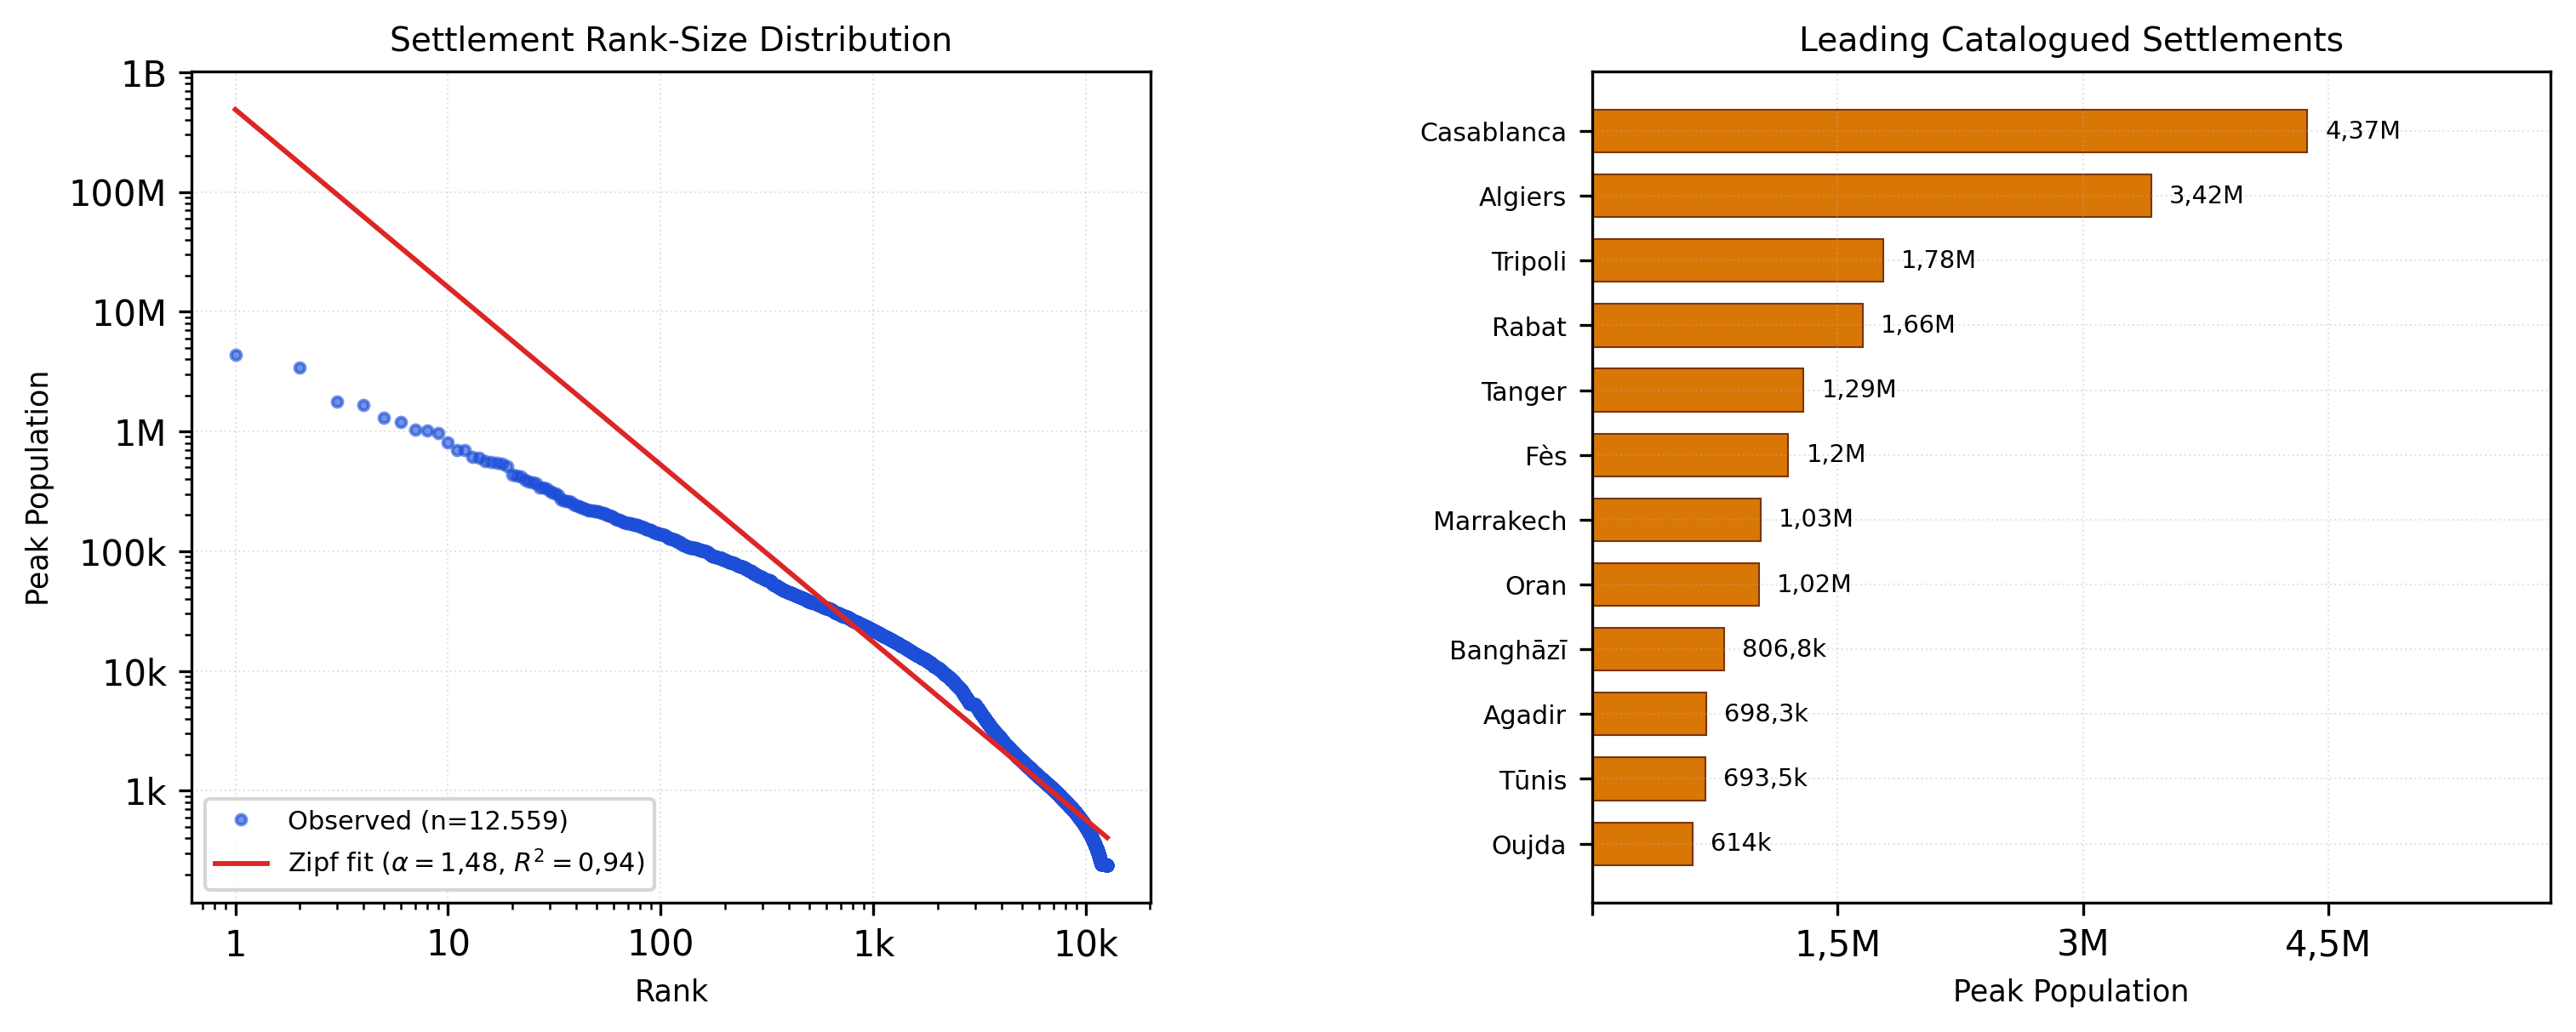 Settlement Rank-Size Distribution
1B
100M
10M
1M
100k
10k
1k
Peak Population
Observed (n=12.559)
Zipf fit (α = 1,48, R² = 0,94)
1 10 100 1k 10k
Rank
Leading Catalogued Settlements
Casablanca 4,37M
Algiers 3,42M
Tripoli 1,78M
Rabat 1,66M
Tanger 1,29M
Fès 1,2M
Marrakech 1,03M
Oran 1,02M
Banghāzī 806,8k
Agadir 698,3k
Tūnis 693,5k
Oujda 614k
1,5M 3M 4,5M
Peak Population